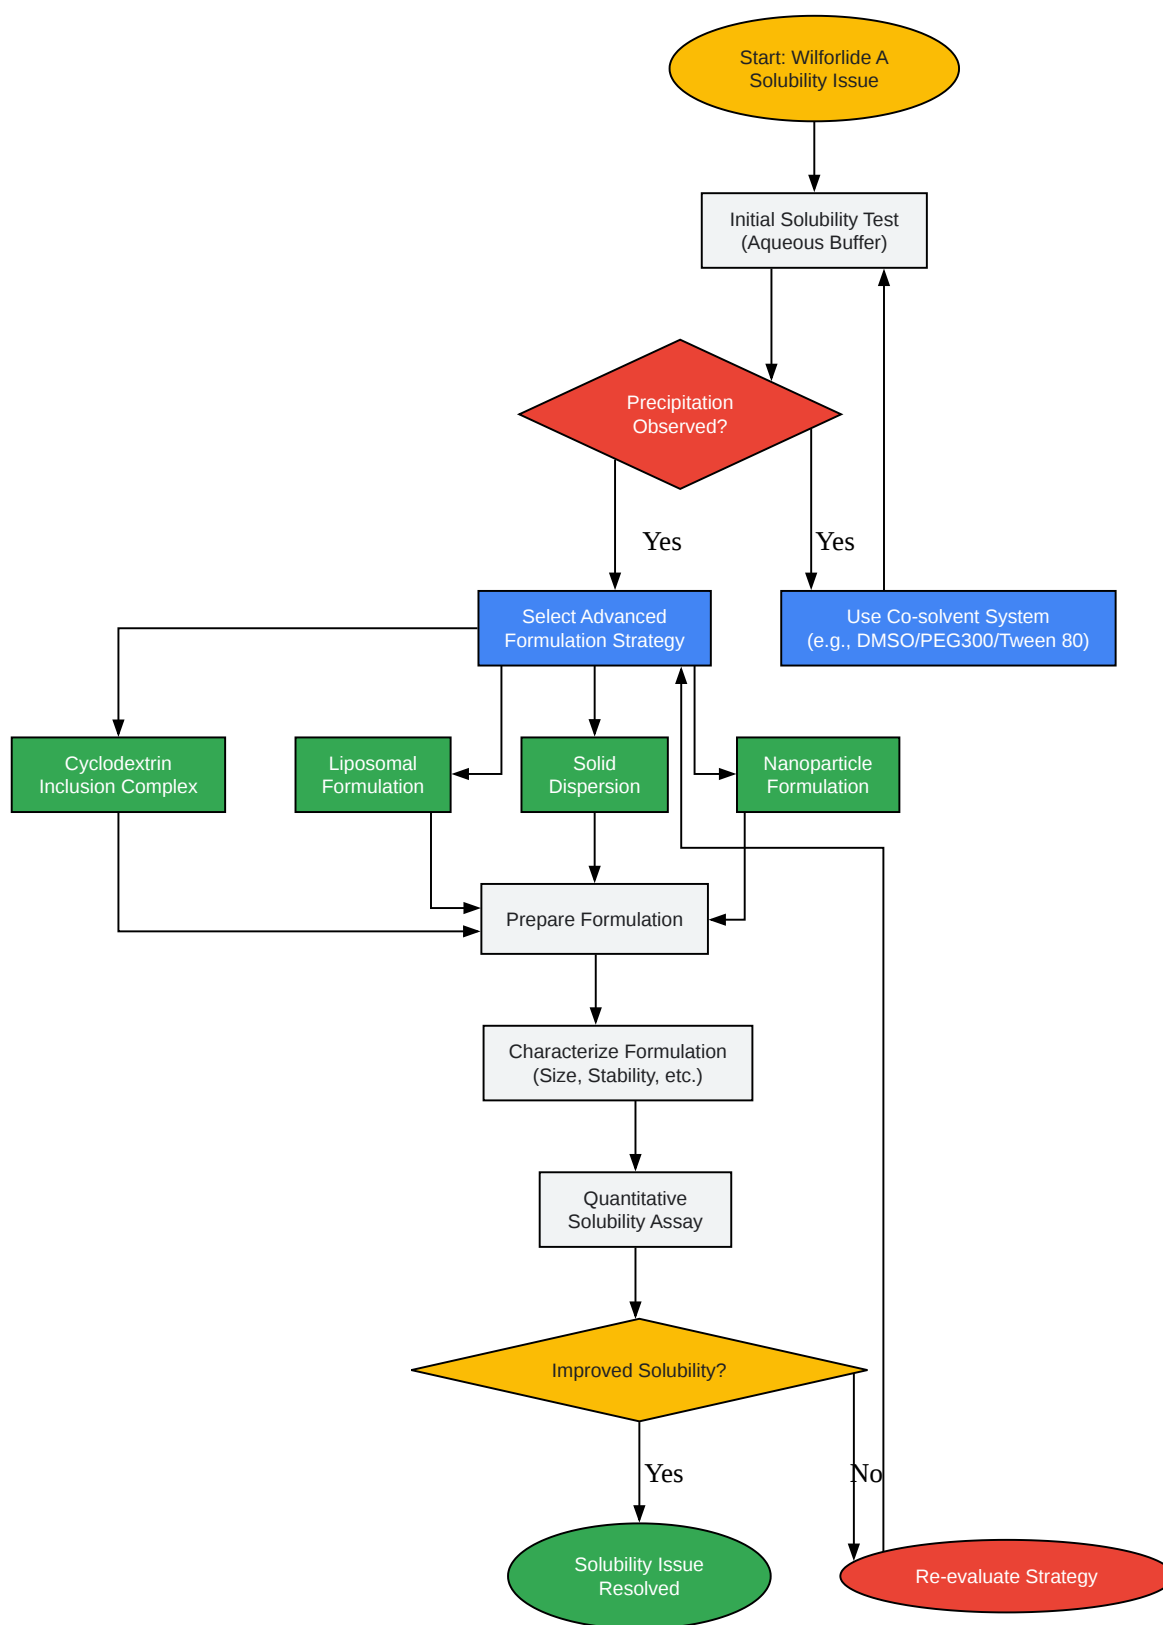 Start: Wilforlide A
Solubility Issue
Initial Solubility Test
(Aqueous Buffer)
Precipitation
Observed?
Yes
Yes
Select Advanced
Formulation Strategy
Use Co-solvent System
(e.g., DMSO/PEG300/Tween 80)
Cyclodextrin
Inclusion Complex
Liposomal
Formulation
Solid
Dispersion
Nanoparticle
Formulation
Prepare Formulation
Characterize Formulation
(Size, Stability, etc.)
Quantitative
Solubility Assay
Improved Solubility?
Yes
No
Solubility Issue
Resolved
Re-evaluate Strategy